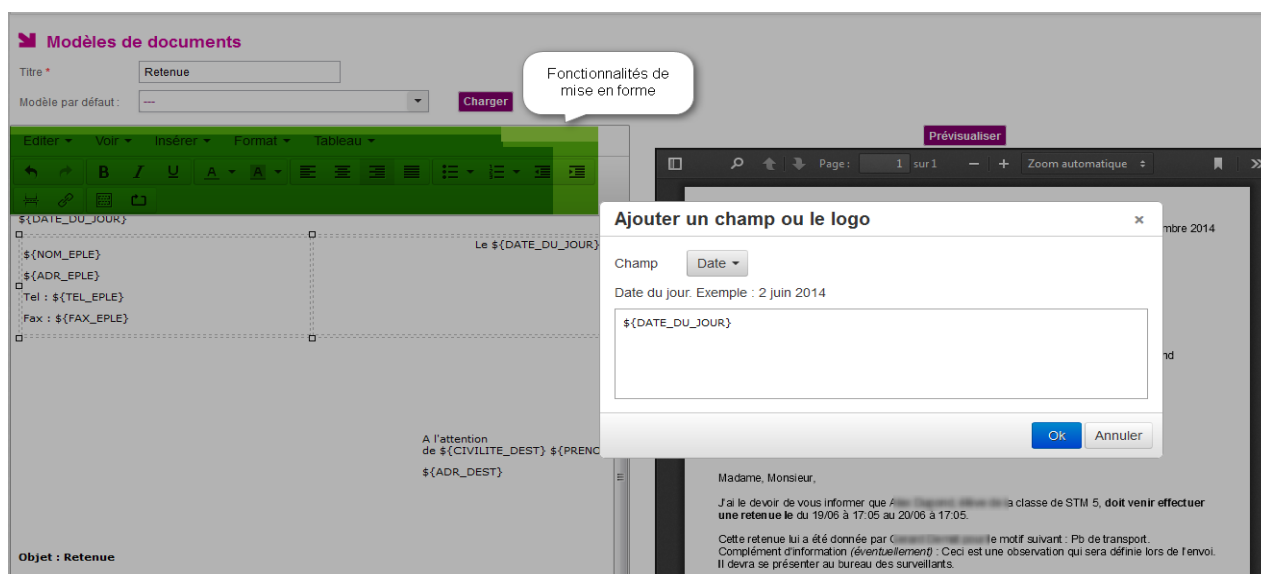 Modèles de documents
Titre *
Retenue
Modèle par défaut :
---
Charger
Fonctionnalités de
mise en forme
Editer
Voir
Insérer
Format
Tableau
B I U A A
${DATE_DU_JOUR}
${NOM_EPLE}
${ADR_EPLE}
Tel : ${TEL_EPLE}
Fax : ${FAX_EPLE}
Le ${DATE_DU_JOUR}
A l'attention
de ${CIVILITE_DEST} ${PRENO
${ADR_DEST}
Objet : Retenue
Prévisualiser
Page : 1 sur 1
Zoom automatique
mbre 2014
nd
Ajouter un champ ou le logo
×
Champ
Date
Date du jour. Exemple : 2 juin 2014
${DATE_DU_JOUR}
Ok
Annuler
Madame, Monsieur,
J'ai le devoir de vous informer que a classe de STM 5, doit venir effectuer
une retenue le du 19/06 à 17:05 au 20/06 à 17:05.
Cette retenue lui a été donnée par le motif suivant : Pb de transport.
Complément d'information (éventuellement) : Ceci est une observation qui sera définie lors de l'envoi.
Il devra se présenter au bureau des surveillants.